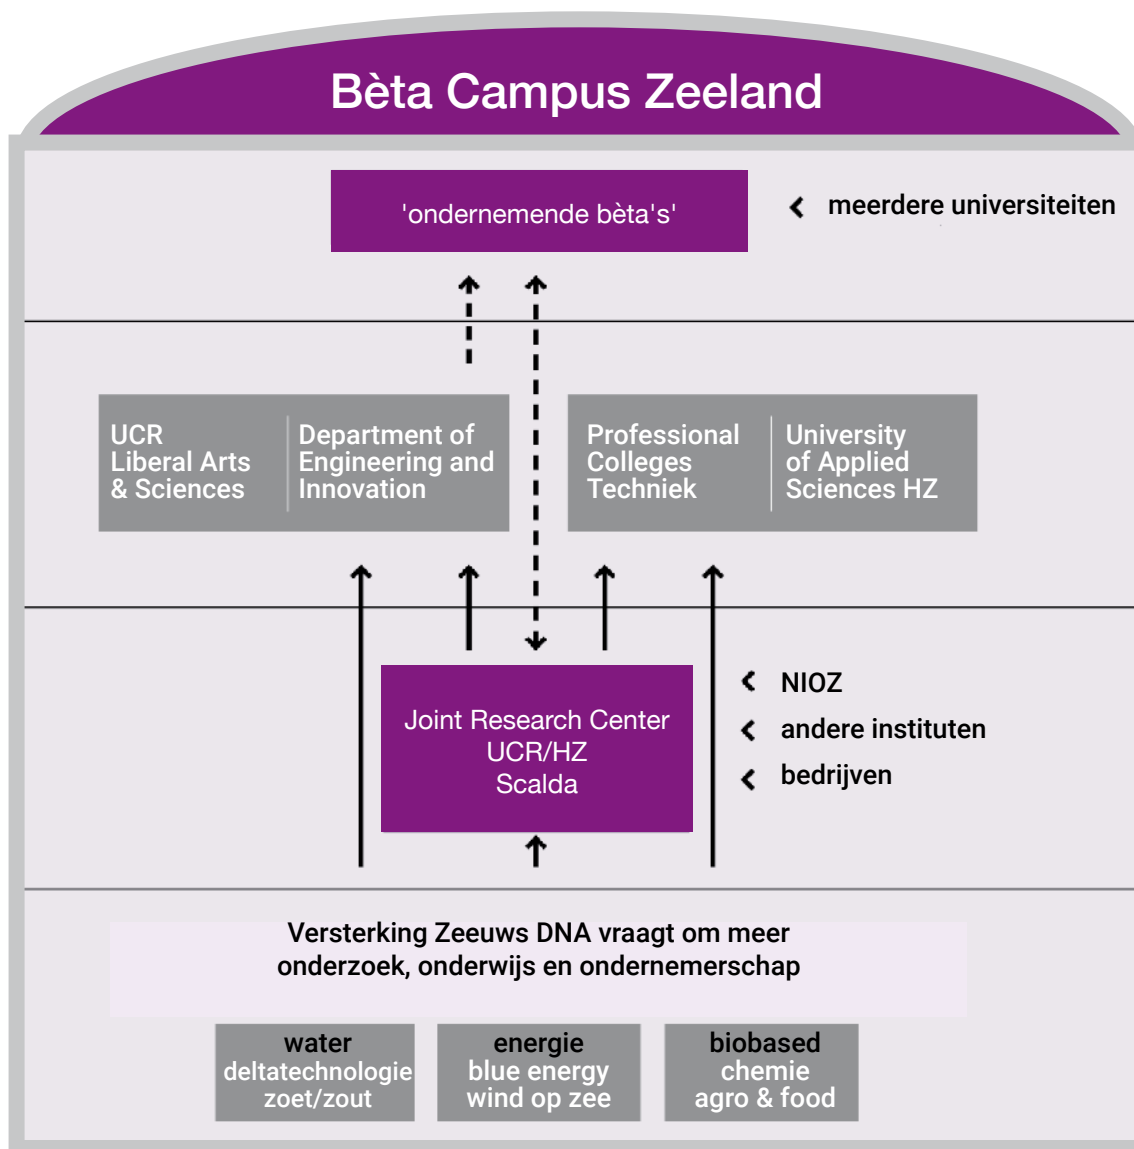 Bèta Campus Zeeland
'ondernemende bèta's'
meerdere universiteiten
UCR
Liberal Arts
& Sciences
Department of
Engineering and
Innovation
Professional
Colleges
Techniek
University
of Applied
Sciences HZ
Joint Research Center
UCR/HZ
Scalda
NIOZ
andere instituten
bedrijven
Versterking Zeeuws DNA vraagt om meer
onderzoek, onderwijs en ondernemerschap
water
deltatechnologie
zoet/zout
energie
blue energy
wind op zee
biobased
chemie
agro & food